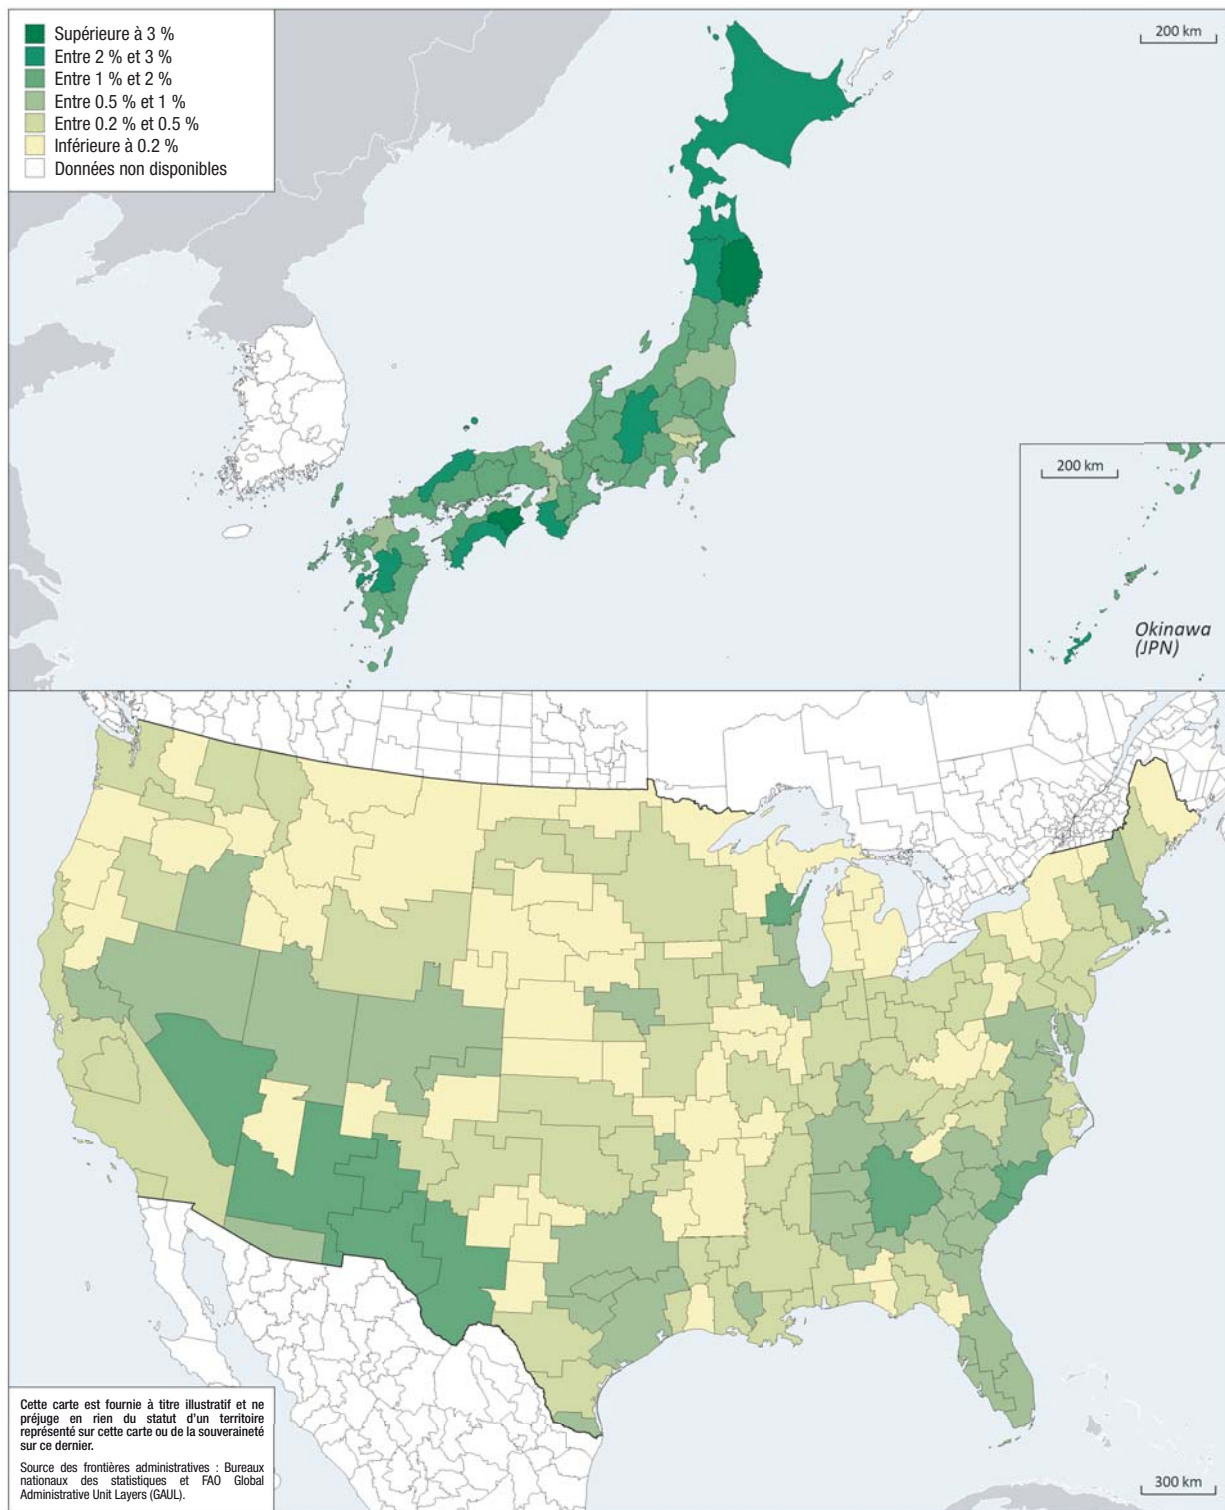 Supérieure à 3 %
Entre 2 % et 3 %
Entre 1 % et 2 %
Entre 0.5 % et 1 %
Entre 0.2 % et 0.5 %
Inférieure à 0.2 %
Données non disponibles
200 km
200 km
Okinawa
(JPN)
Cette carte est fournie à titre illustratif et ne
préjuge en rien du statut d'un territoire
représenté sur cette carte ou de la souveraineté
sur ce dernier.
Source des frontières administratives : Bureaux
nationaux des statistiques et FAO Global
Administrative Unit Layers (GAUL).
300 km